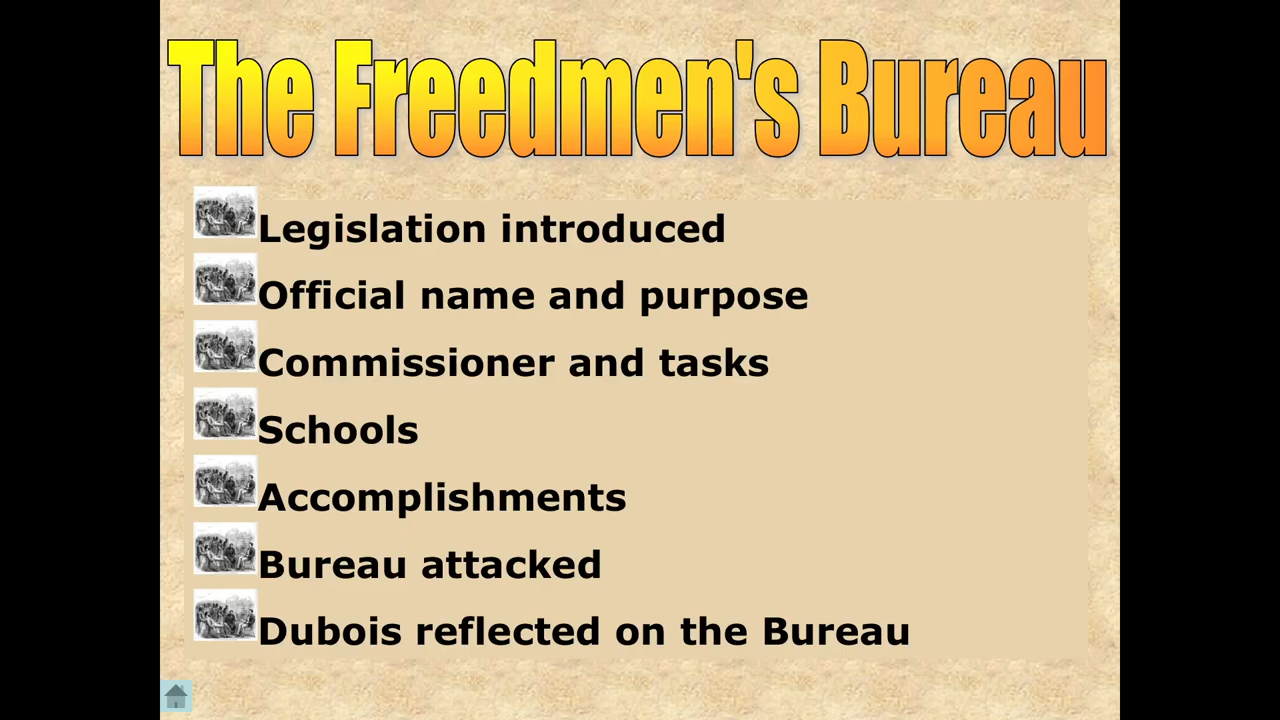 The Freedmen's Bureau
Legislation introduced
Official name and purpose
Commissioner and tasks
Schools
Accomplishments
Bureau attacked
Dubois reflected on the Bureau